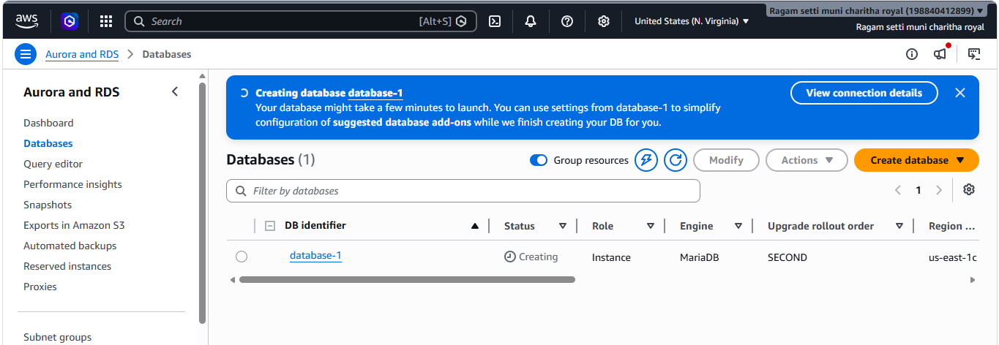 aws
Search [Alt+S]
United States (N. Virginia)
Ragam setti muni charitha royal (198840412899)
Ragam setti muni charitha royal
Aurora and RDS > Databases
Aurora and RDS
Dashboard
Databases
Query editor
Performance insights
Snapshots
Exports in Amazon S3
Automated backups
Reserved instances
Proxies
Subnet groups
Creating database database-1
Your database might take a few minutes to launch. You can use settings from database-1 to simplify
configuration of suggested database add-ons while we finish creating your DB for you.
View connection details
Databases (1)
Group resources
Modify
Actions
Create database
Filter by databases
1
DB identifier Status Role Engine Upgrade rollout order Region ...
database-1 Creating Instance MariaDB SECOND us-east-1c